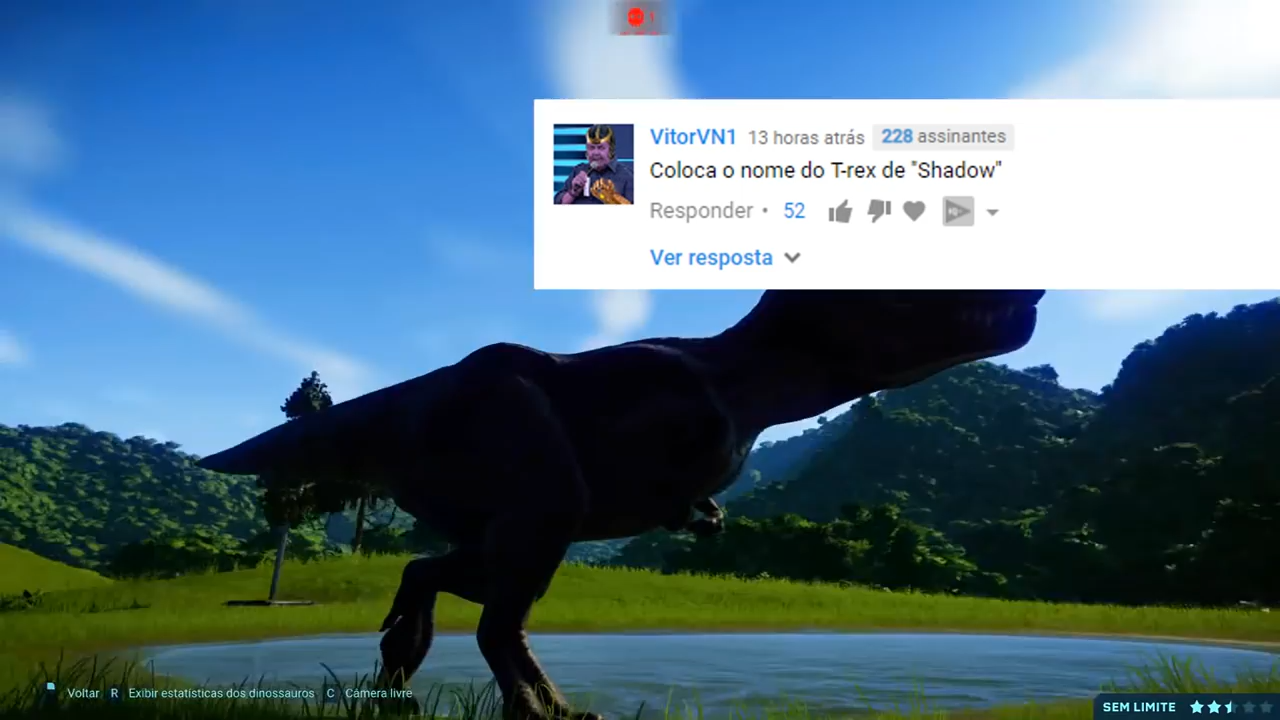 VitorVN1 13 horas atrás 228 assinantes
Coloca o nome do T-rex de "Shadow"
Responder • 52
Ver resposta
Voltar R Exibir estatísticas dos dinossauros C Câmera livre
SEM LIMITE